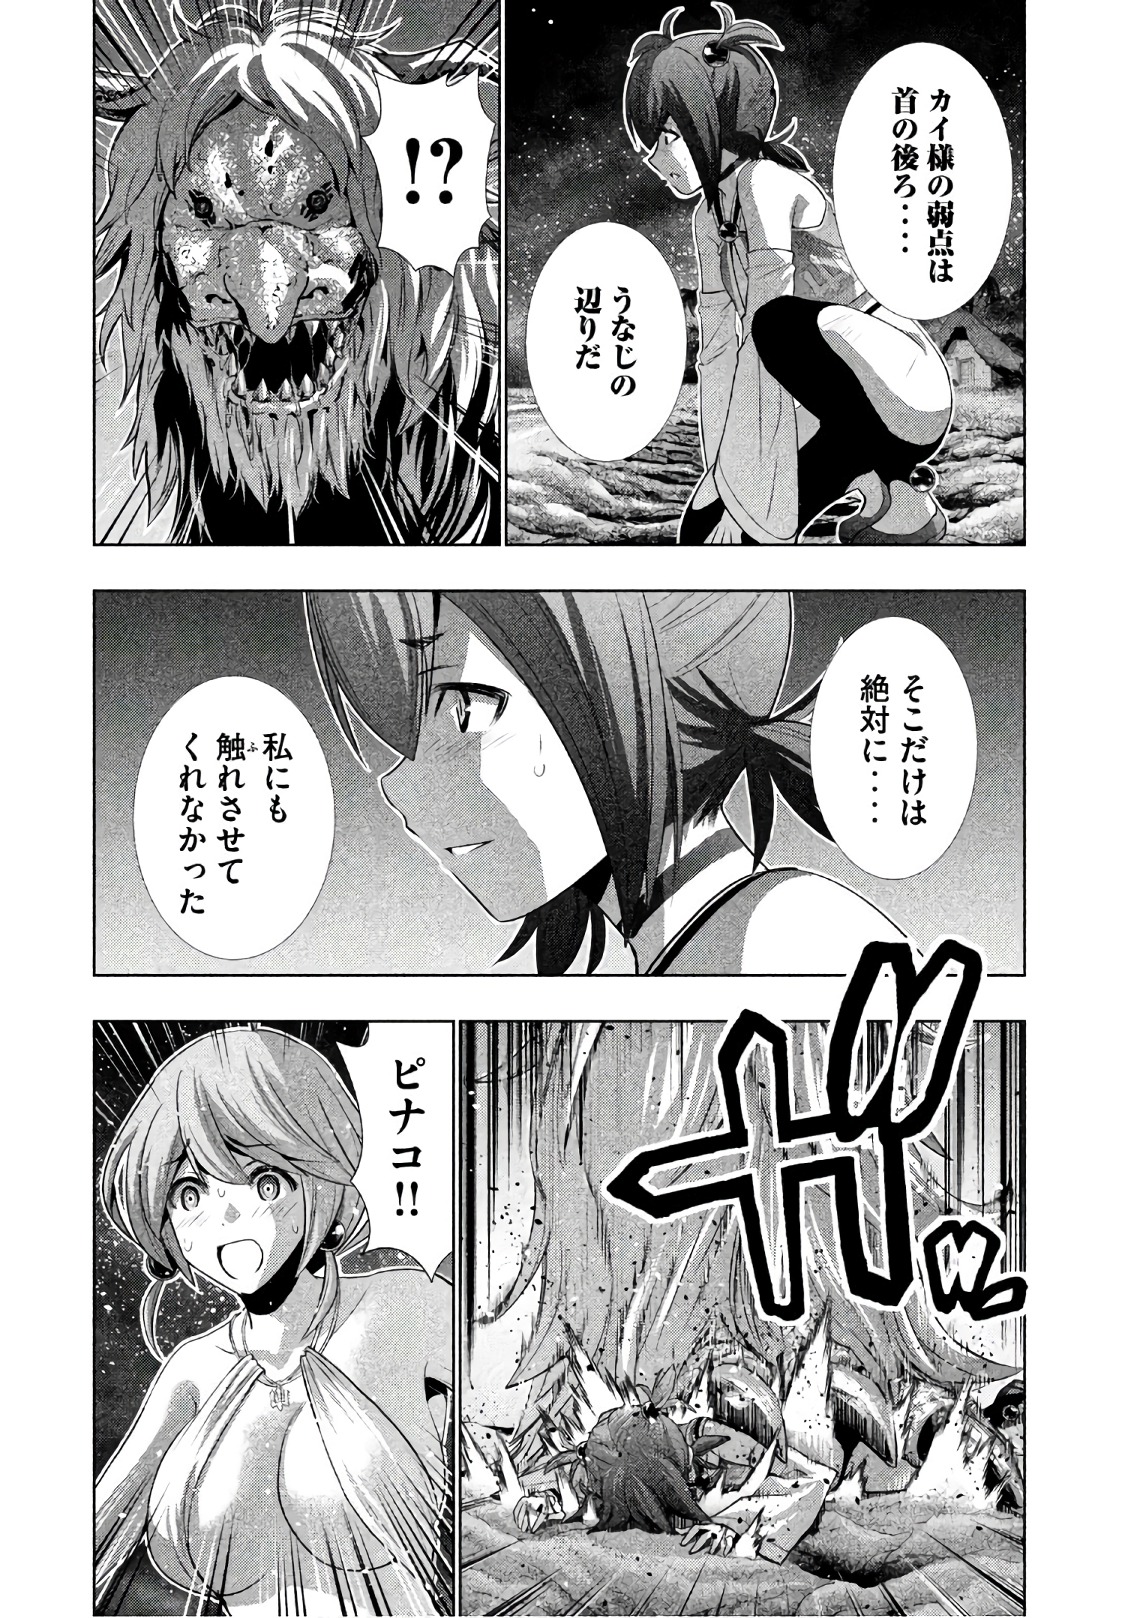 カイ様の弱点は
首の後ろ‥‥
うなじの
辺りだ
!?
そこだけは
絶対に‥‥
私にも
触れさせて
ふ
くれなかった
ピナコ!!